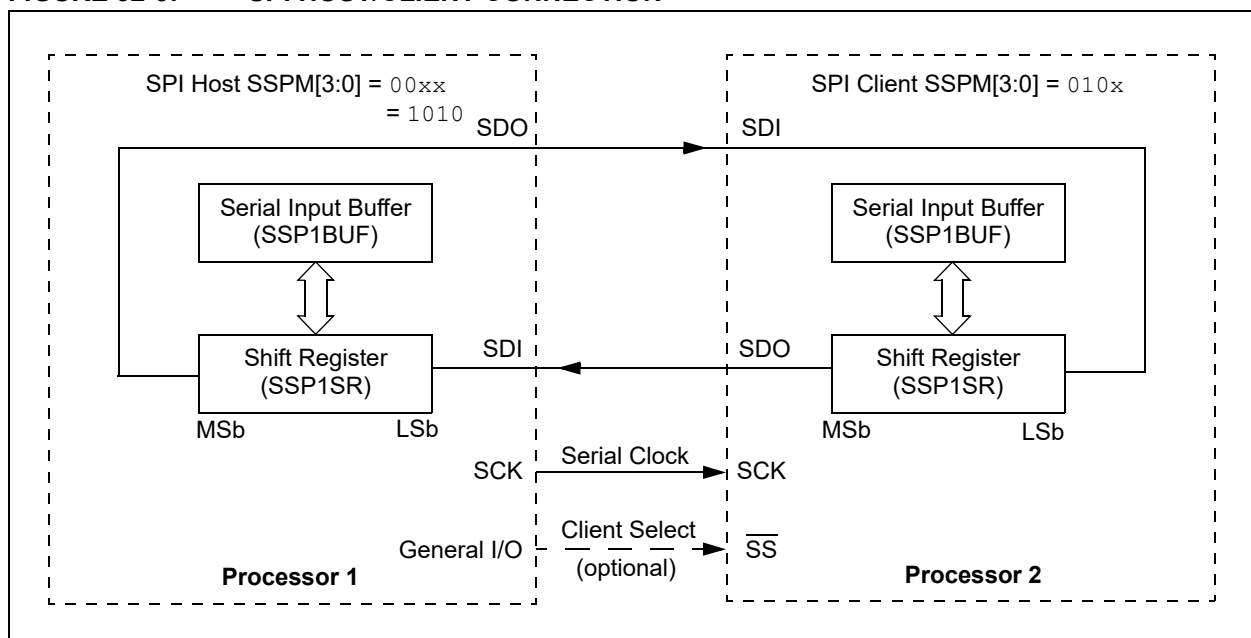 SPI Host SSPM[3:0] = 00xx
= 1010
SPI Client SSPM[3:0] = 010x
SDO
SDI
Serial Input Buffer
(SSP1BUF)
Serial Input Buffer
(SSP1BUF)
Shift Register
(SSP1SR)
SDI
SDO
Shift Register
(SSP1SR)
MSb
LSb
MSb
LSb
SCK
Serial Clock
SCK
General I/O
Client Select
(optional)
SS
Processor 1
Processor 2